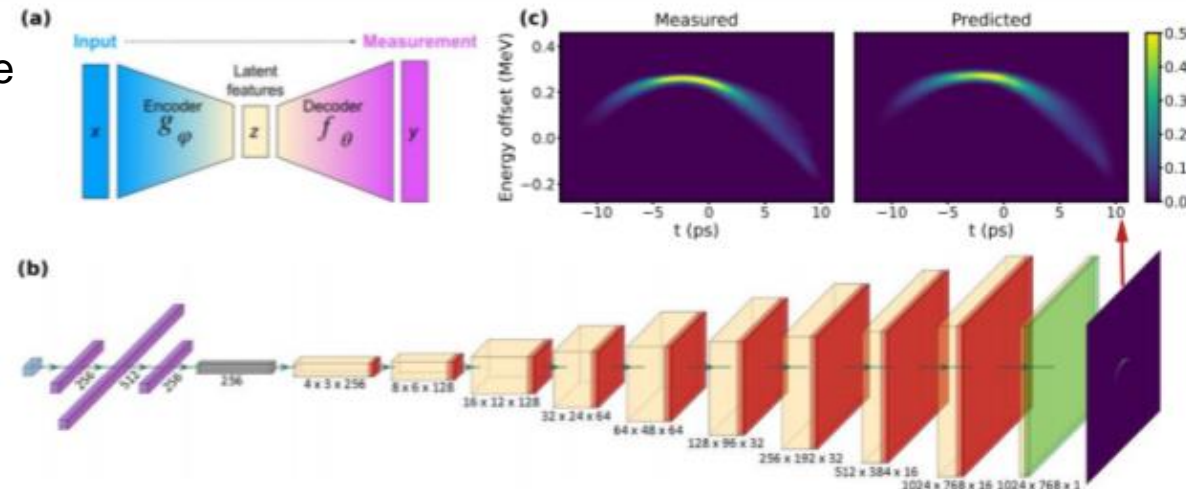 e
(a)
Input
Measurement
Latent
features
Encoder
g φ
Decoder
f θ
x
z
y
(c)
Measured
Predicted
Energy offset (MeV)
0.4
0.2
0.0
−0.2
−10 −5 0 5 10
t (ps)
−10 −5 0 5 10
t (ps)
0.5
0.4
0.3
0.2
0.1
0.0
(b)
256
512
256
256
4 x 3 x 256
8 x 6 x 128
16 x 12 x 128
32 x 24 x 64
64 x 48 x 64
128 x 96 x 32
256 x 192 x 32
512 x 384 x 16
1024 x 768 x 16
1024 x 768 x 1